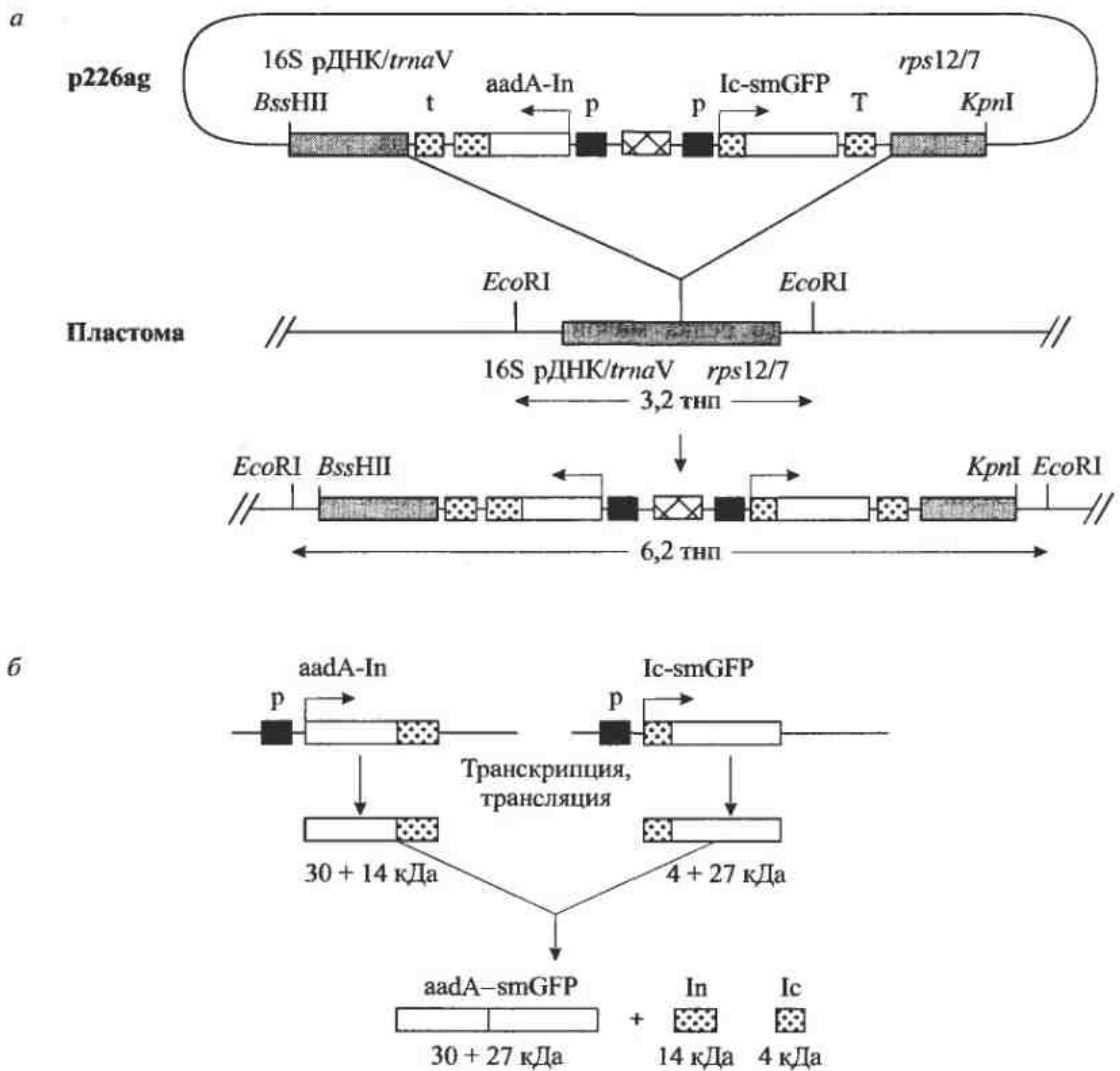 а
16S рДНК/trnaV
rps12/7
p226ag
BssHII
t
aadA-In
p
p
Ic-smGFP
T
KpnI
EcoRI
EcoRI
Пластома
16S рДНК/trnaV
rps12/7
3,2 тнп
EcoRI
BssHII
KpnI
EcoRI
6,2 тнп
б
aadA-In
Ic-smGFP
p
p
Транскрипция,
трансляция
30 + 14 кДа
4 + 27 кДа
aadA–smGFP
In
Ic
+
30 + 27 кДа
14 кДа
4 кДа